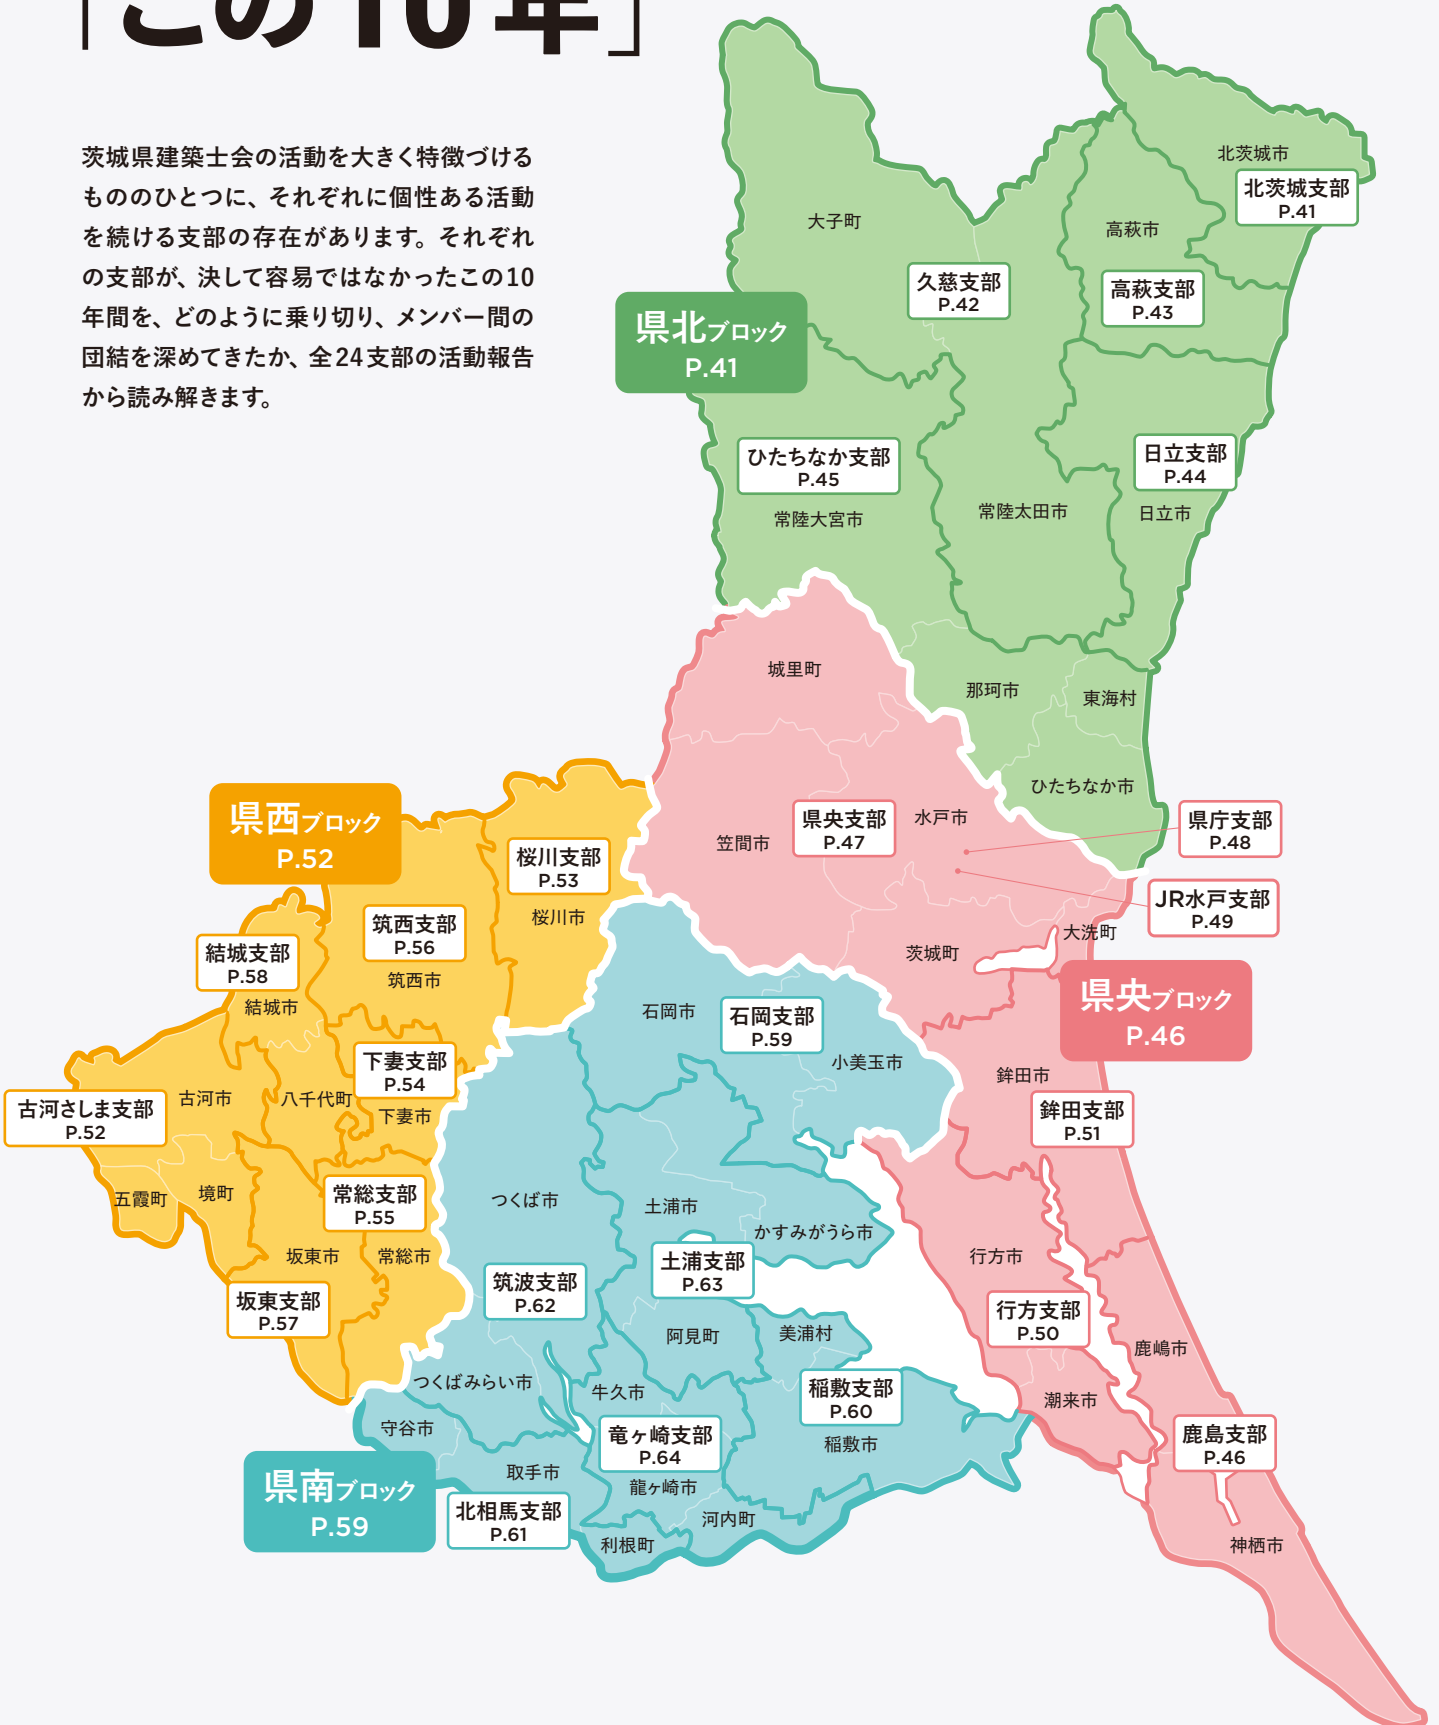 「この10年」
茨城県建築士会の活動を大きく特徴づける
もののひとつに、それぞれに個性ある活動
を続ける支部の存在があります。それぞれ
の支部が、決して容易ではなかったこの10
年間を、どのように乗り切り、メンバー間の
団結を深めてきたか、全24支部の活動報告
から読み解きます。
県北ブロック
P.41
北茨城市
北茨城支部
P.41
大子町
高萩市
久慈支部
P.42
高萩支部
P.43
ひたちなか支部
P.45
常陸大宮市
常陸太田市
日立支部
P.44
日立市
那珂市
東海村
ひたちなか市
城里町
笠間市
県央支部
P.47
水戸市
県庁支部
P.48
JR水戸支部
P.49
大洗町
茨城町
県央ブロック
P.46
鉾田市
鉾田支部
P.51
行方市
行方支部
P.50
潮来市
鹿嶋市
鹿島支部
P.46
神栖市
県西ブロック
P.52
桜川支部
P.53
桜川市
筑西支部
P.56
筑西市
結城支部
P.58
結城市
下妻支部
P.54
下妻市
八千代町
古河市
古河さしま支部
P.52
五霞町
境町
常総支部
P.55
常総市
坂東市
坂東支部
P.57
石岡市
石岡支部
P.59
小美玉市
つくば市
土浦市
かすみがうら市
土浦支部
P.63
筑波支部
P.62
阿見町
美浦村
つくばみらい市
牛久市
稲敷支部
P.60
稲敷市
守谷市
竜ヶ崎支部
P.64
龍ヶ崎市
取手市
県南ブロック
P.59
北相馬支部
P.61
河内町
利根町